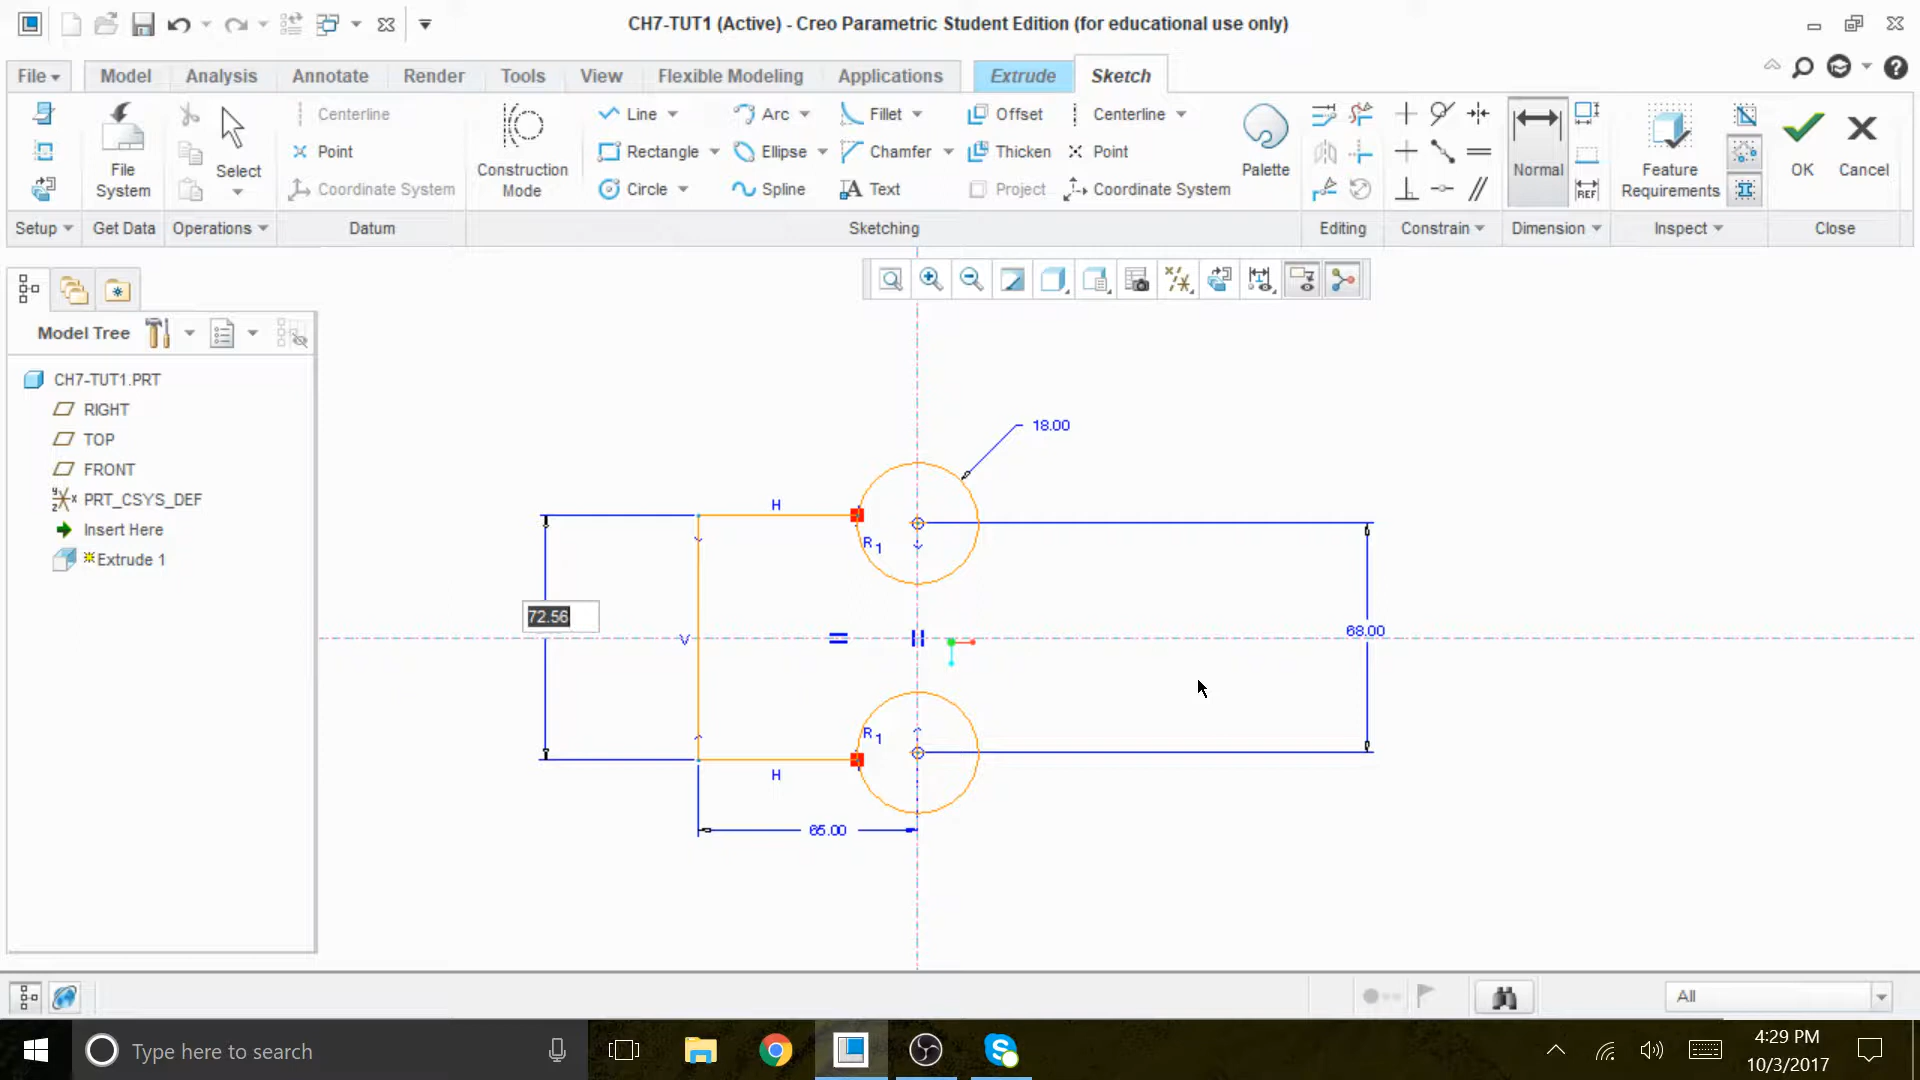 CH7-TUT1 (Active) - Creo Parametric Student Edition (for educational use only)
File Model Analysis Annotate Render Tools View Flexible Modeling Applications Extrude Sketch
Centerline Line Arc Fillet Offset Centerline
Point Rectangle Ellipse Chamfer Thicken Point
Coordinate System Circle Spline Text Project Coordinate System
File System
Select
Construction Mode
Palette
Normal
REF
Feature Requirements
OK Cancel
Setup Get Data Operations Datum Sketching Editing Constrain Dimension Inspect Close
Model Tree
CH7-TUT1.PRT
RIGHT
TOP
FRONT
PRT_CSYS_DEF
Insert Here
Extrude 1
18.00
H
R1
72.56
V
68.00
R1
H
65.00
All
Type here to search
4:29 PM
10/3/2017